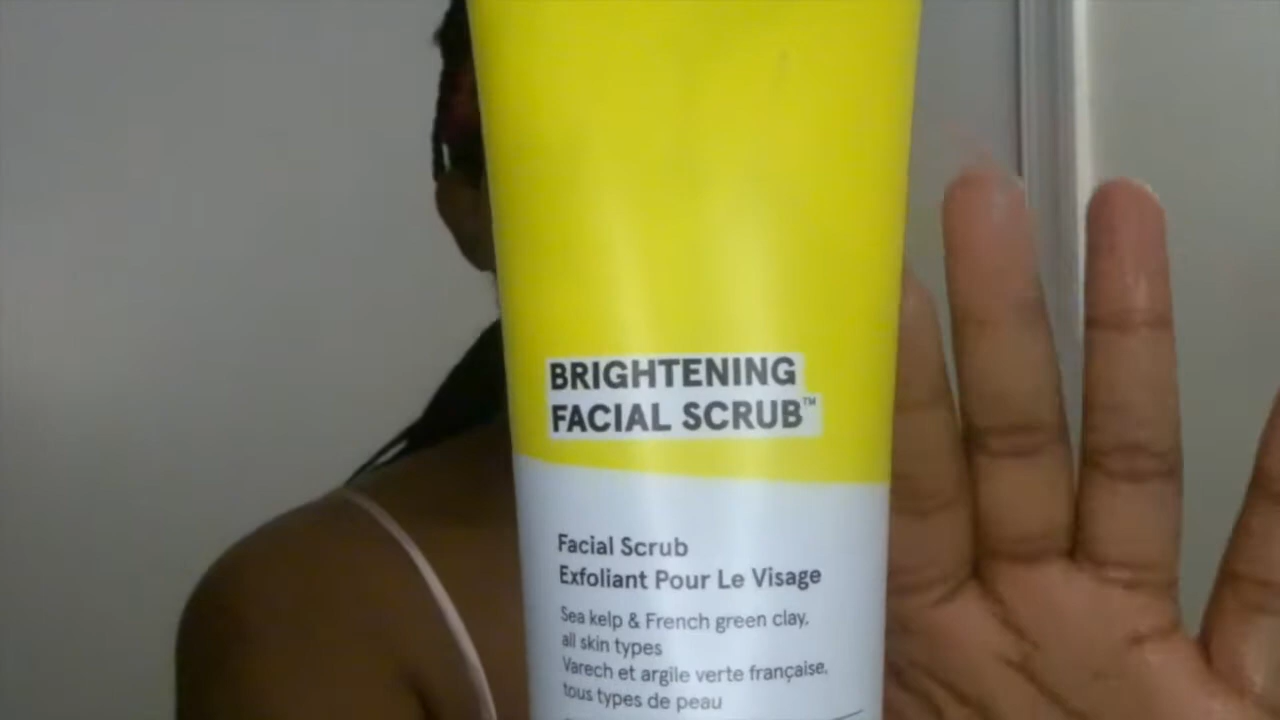 BRIGHTENING
FACIAL SCRUB™
Facial Scrub
Exfoliant Pour Le Visage
Sea kelp & French green clay,
all skin types
Varech et argile verte française,
tous types de peau